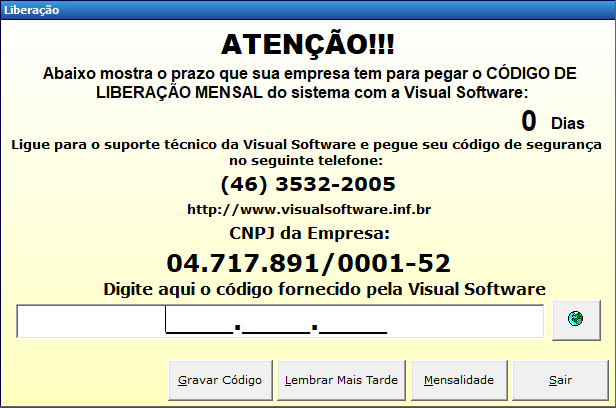 Liberação
ATENÇÃO!!!
Abaixo mostra o prazo que sua empresa tem para pegar o CÓDIGO DE
LIBERAÇÃO MENSAL do sistema com a Visual Software:
0 Dias
Ligue para o suporte técnico da Visual Software e pegue seu código de segurança
no seguinte telefone:
(46) 3532-2005
http://www.visualsoftware.inf.br
CNPJ da Empresa:
04.717.891/0001-52
Digite aqui o código fornecido pela Visual Software
_____._____._____
Gravar Código Lembrar Mais Tarde Mensalidade Sair